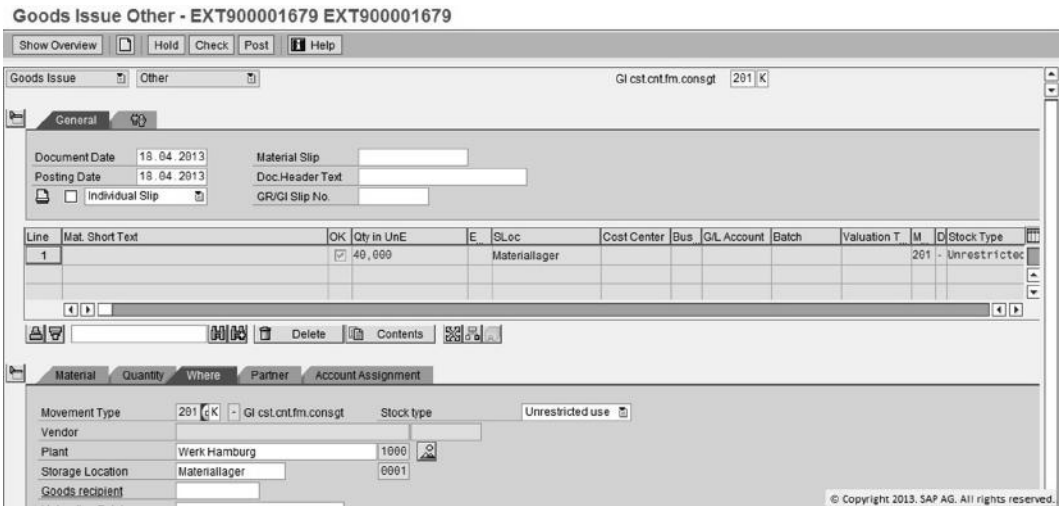 Goods Issue Other - EXT900001679 EXT900001679
Show Overview Hold Check Post Help
Goods Issue Other GI cst.cnt.fm.consgt 201 K
General
Document Date 18.04.2013 Material Slip
Posting Date 18.04.2013 Doc.Header Text
Individual Slip GR/GI Slip No.
Line Mat. Short Text OK Qty in UnE E... SLoc Cost Center Bus G/L Account Batch Valuation T... M... D Stock Type
1 40,000 Materiallager 201 - Unrestricted
Delete Contents
Material Quantity Where Partner Account Assignment
Movement Type 201 K - GI cst.cnt.fm.consgt Stock type Unrestricted use
Vendor
Plant Werk Hamburg 1000
Storage Location Materiallager 0001
Goods recipient
© Copyright 2013. SAP AG. All rights reserved.